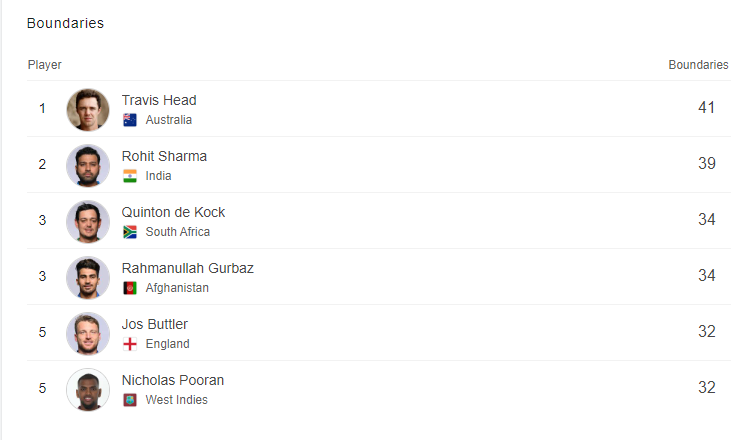 Boundaries
Player Boundaries
1 Travis Head 41
Australia
2 Rohit Sharma 39
India
3 Quinton de Kock 34
South Africa
3 Rahmanullah Gurbaz 34
Afghanistan
5 Jos Buttler 32
England
5 Nicholas Pooran 32
West Indies